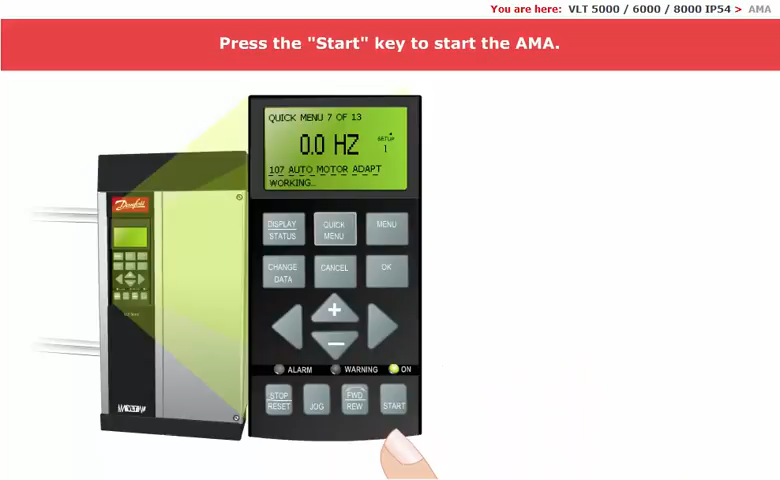 You are here: VLT 5000 / 6000 / 8000 IP54 > AMA
Press the "Start" key to start the AMA.
QUICK MENU 7 OF 13
0.0 HZ
SETUP
1
107 AUTO MOTOR ADAPT
WORKING...
Danfoss
DISPLAY
STATUS
QUICK
MENU
MENU
CHANGE
DATA
CANCEL
OK
+
−
ALARM
WARNING
ON
STOP
RESET
JOG
FWD
REW
START